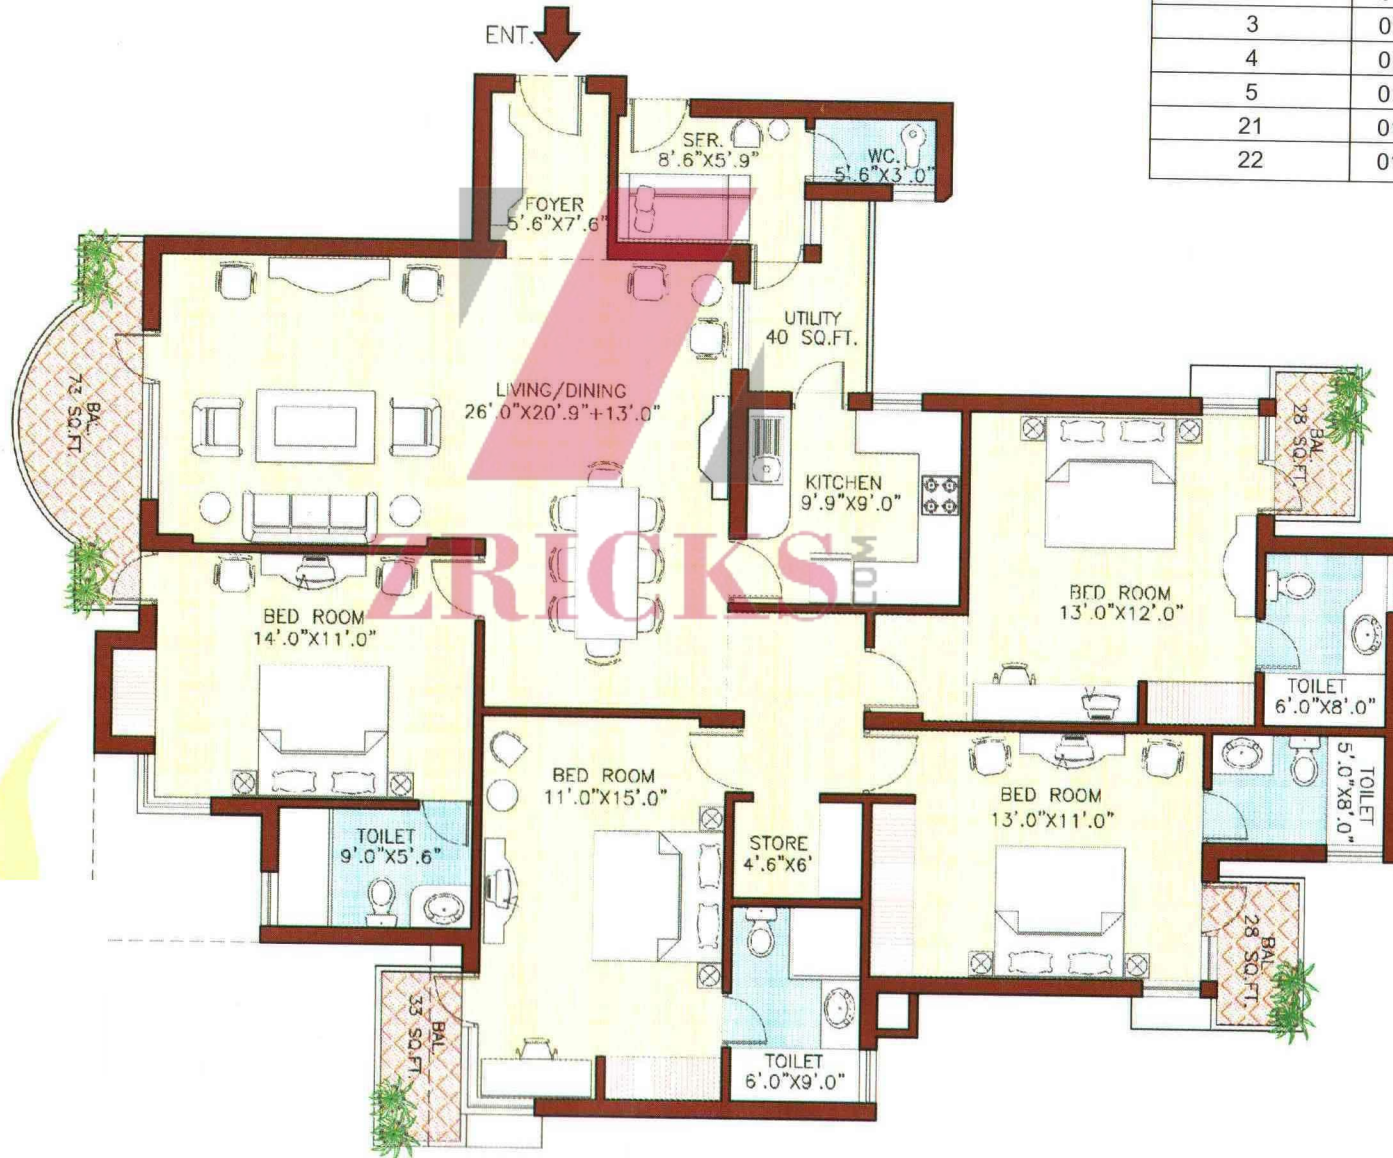 ENT.
3 0
4 0
5 0
21 0
22 0
SER.
8'.6"X5'.9"
WC.
5'.6"X3'.0"
FOYER
5'.6"X7'.6"
UTILITY
40 SQ.FT.
LIVING/DINING
26'.0"X20'.9"+13'.0"
BAL.
73 SQ.FT.
BAL.
28 SQ.FT.
KITCHEN
9'.9"X9'.0"
ZRICKS
.COM
BED ROOM
14'.0"X11'.0"
BED ROOM
13'.0"X12'.0"
TOILET
6'.0"X8'.0"
BED ROOM
11'.0"X15'.0"
BED ROOM
13'.0"X11'.0"
TOILET
5'.0"X8'.0"
TOILET
9'.0"X5'.6"
STORE
4'.6"X6'
BAL.
28 SQ.FT.
BAL.
33 SQ.FT.
TOILET
6'.0"X9'.0"